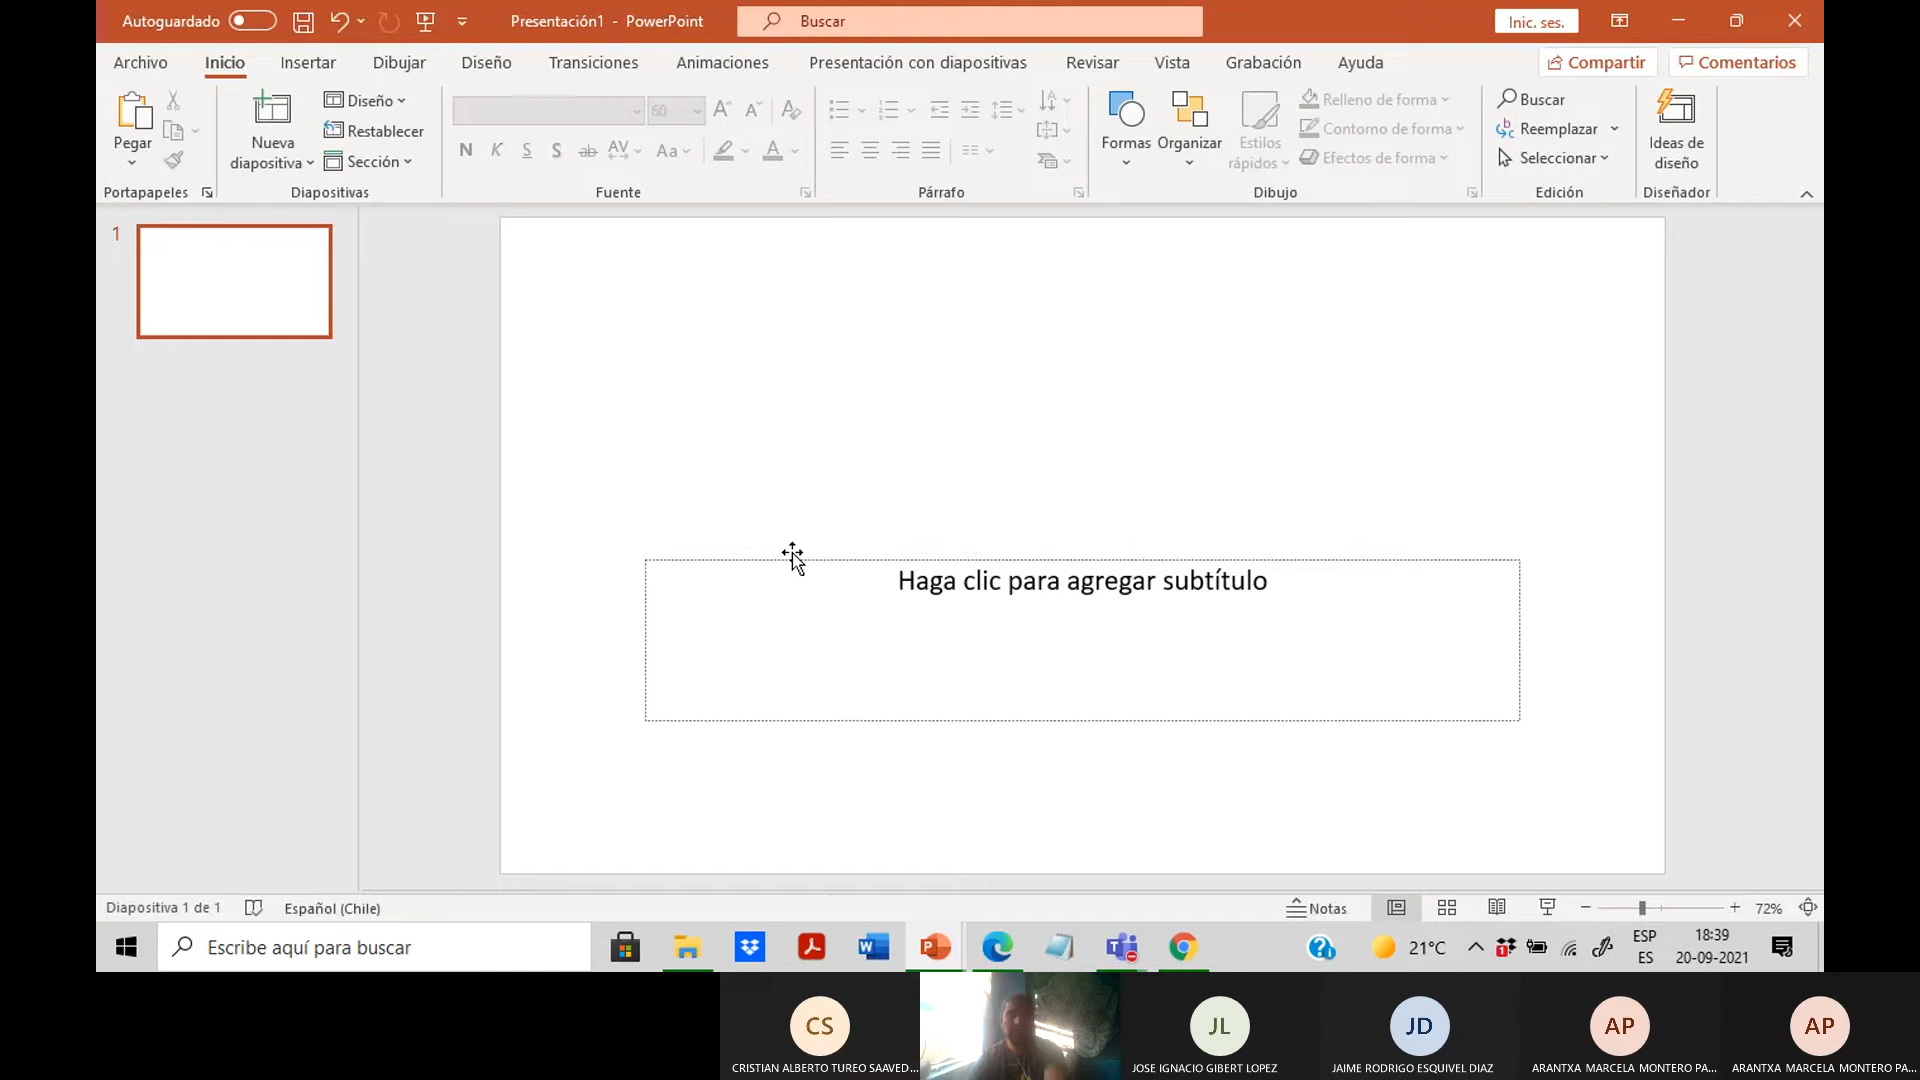 Autoguardado
Presentación1 - PowerPoint
Buscar
Inic. ses.
Archivo Inicio Insertar Dibujar Diseño Transiciones Animaciones Presentación con diapositivas Revisar Vista Grabación Ayuda
Compartir
Comentarios
Pegar
Portapapeles
Nueva
diapositiva
Diseño
Restablecer
Sección
Diapositivas
60
N K S S ab AV Aa A
Fuente
Párrafo
Formas
Organizar
Estilos
rápidos
Relleno de forma
Contorno de forma
Efectos de forma
Dibujo
Buscar
Reemplazar
Seleccionar
Edición
Ideas de
diseño
Diseñador
1
Haga clic para agregar subtítulo
Diapositiva 1 de 1
Español (Chile)
Notas
72%
Escribe aquí para buscar
21°C
ESP
ES
18:39
20-09-2021
CS
JL
JD
AP
AP
CRISTIAN ALBERTO TUREO SAAVED...
JOSE IGNACIO GIBERT LOPEZ
JAIME RODRIGO ESQUIVEL DIAZ
ARANTXA MARCELA MONTERO PA...
ARANTXA MARCELA MONTERO PA...